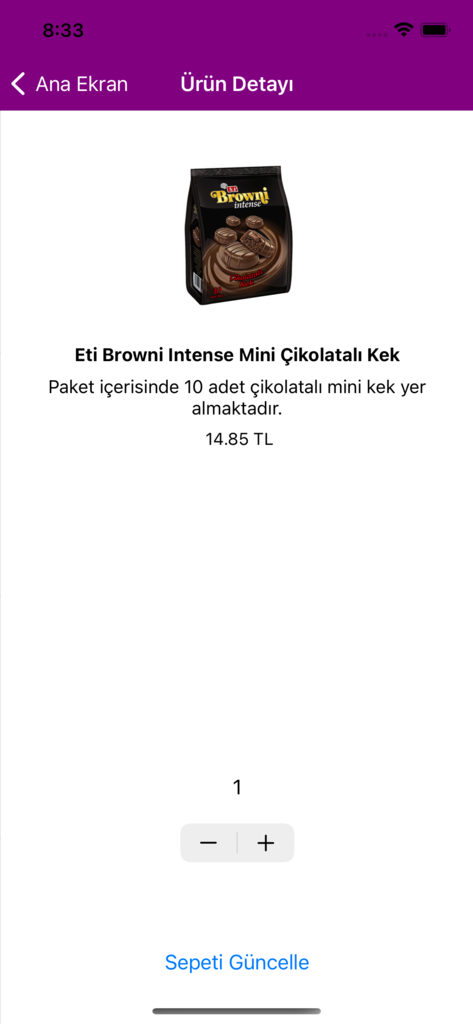 8:33
Ana Ekran
Ürün Detayı
ETİ
Browni
intense
Eti Browni Intense Mini Çikolatalı Kek
Paket içerisinde 10 adet çikolatalı mini kek yer
almaktadır.
14.85 TL
1
− +
Sepeti Güncelle